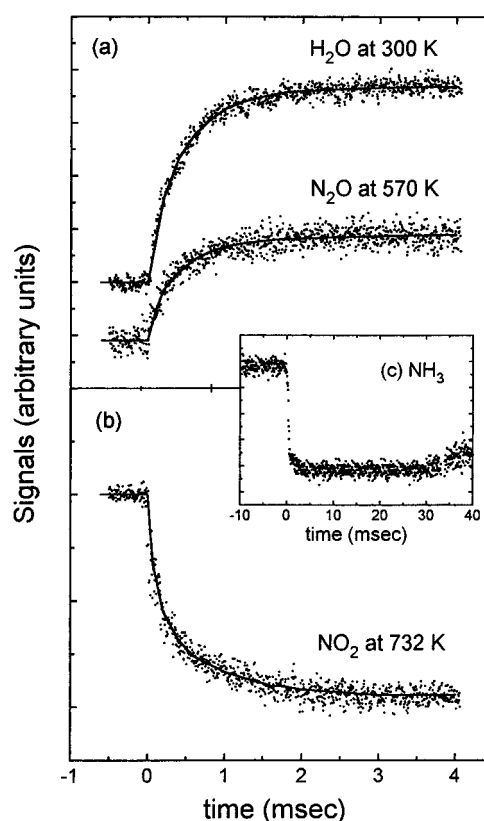 (a)
H₂O at 300 K
N₂O at 570 K
Signals (arbitrary units)
(c) NH₃
-10 0 10 20 30 40
time (msec)
(b)
NO₂ at 732 K
-1 0 1 2 3 4
time (msec)